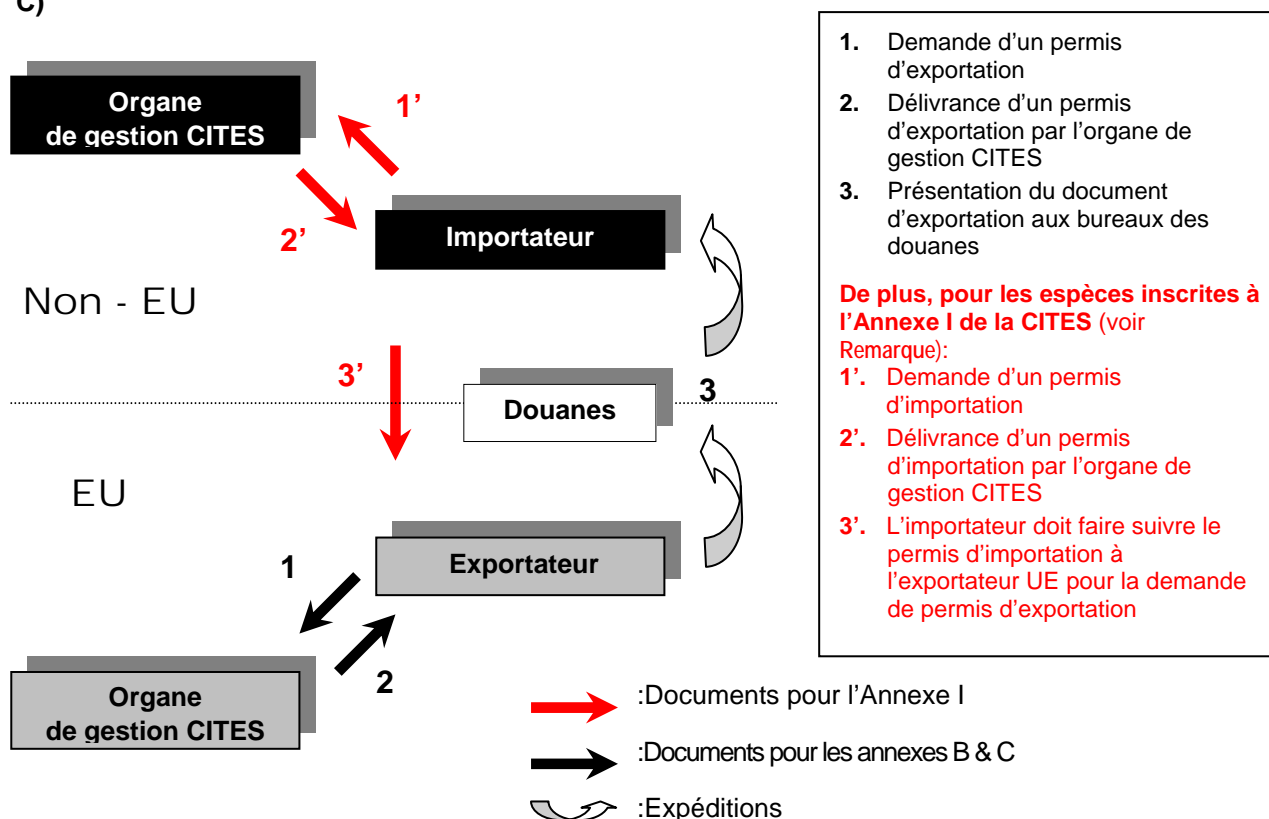 C)
Organe
de gestion CITES
1’
2’
Importateur
Non - EU
3’
Douanes
3
EU
1
Exportateur
2
Organe
de gestion CITES
:Documents pour l’Annexe I
:Documents pour les annexes B & C
:Expéditions
1. Demande d’un permis
d’exportation
2. Délivrance d’un permis
d’exportation par l’organe de
gestion CITES
3. Présentation du document
d’exportation aux bureaux des
douanes
De plus, pour les espèces inscrites à
l’Annexe I de la CITES (voir
Remarque):
1’. Demande d’un permis
d’importation
2’. Délivrance d’un permis
d’importation par l’organe de
gestion CITES
3’. L’importateur doit faire suivre le
permis d’importation à
l’exportateur UE pour la demande
de permis d’exportation